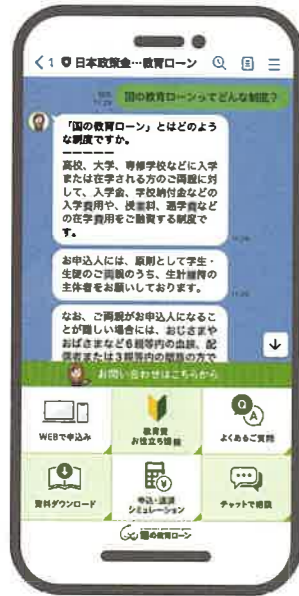 1 日本政策金…教育ローン
国の教育ローンってどんな制度？
「国の教育ローン」とはどのよう
な制度ですか。
ーーーーー
高校、大学、専修学校などに入学
または在学される方のご両親に対
して、入学金、学校納付金などの
入学費用や、授業料、通学費など
の在学費用をご融資する制度で
す。
お申込人には、原則として学生・
生徒のご両親のうち、生計維持の
主体者をお願いしております。
なお、ご両親がお申込人になるこ
とが難しい場合には、おじさまや
おばさまなど6親等内の血族、配
偶者または3親等内の姻族の方で
お問い合わせはこちらから
WEBで申込み
教育費
お役立ち情報
Q
A
よくあるご質問
資料ダウンロード
申込・返済
シミュレーション
チャットで相談
国の教育ローン